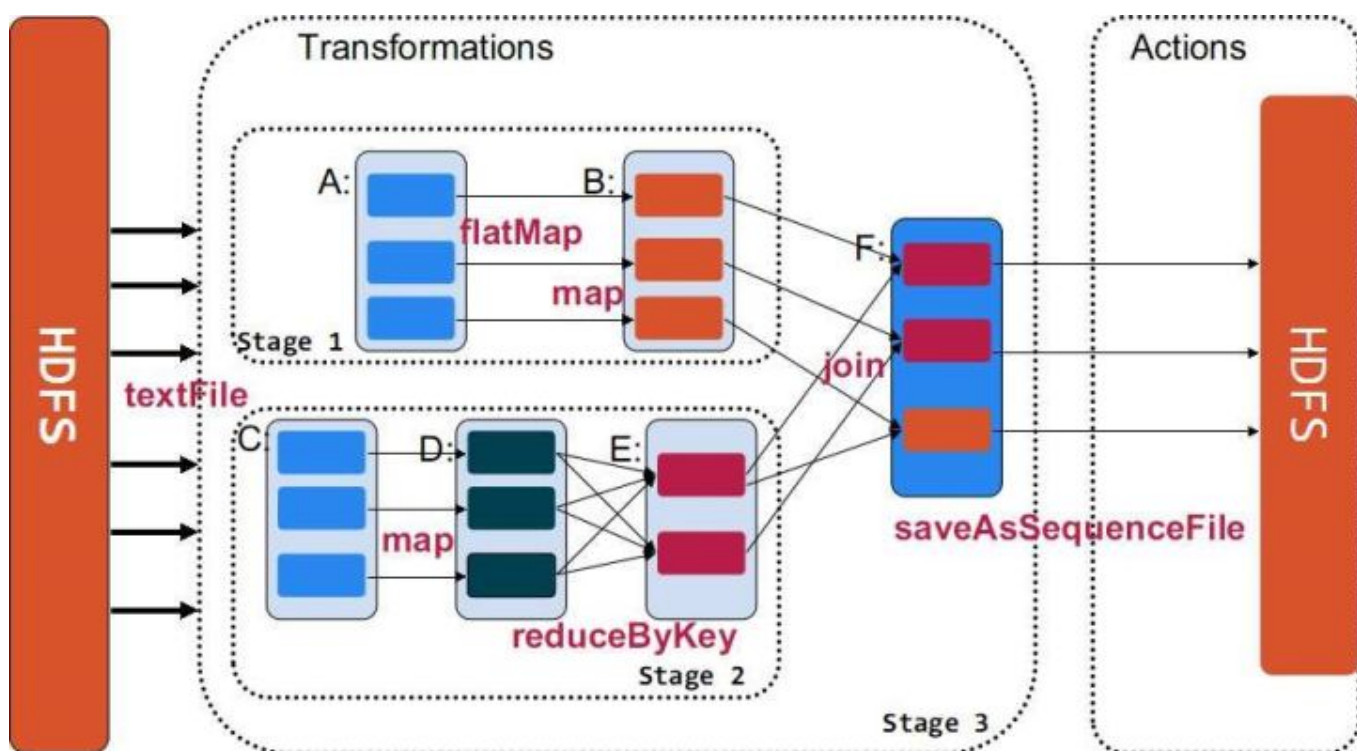 Transformations
Actions
A:
B:
flatMap
map
Stage 1
F:
HDFS
textFile
join
HDFS
C:
D:
E:
map
saveAsSequenceFile
reduceByKey
Stage 2
Stage 3